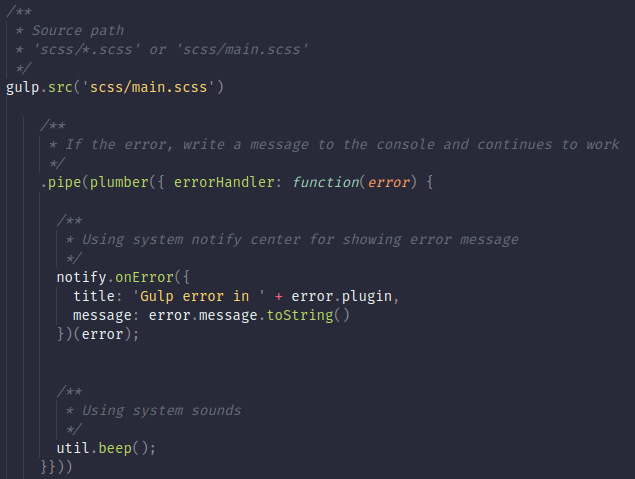 /**
 * Source path
 * 'scss/*.scss' or 'scss/main.scss'
 */
gulp.src('scss/main.scss')
/**
 * If the error, write a message to the console and continues to work
 */
.pipe(plumber({ errorHandler: function(error) {
/**
 * Using system notify center for showing error message
 */
notify.onError({
title: 'Gulp error in ' + error.plugin,
message: error.message.toString()
})(error);
/**
 * Using system sounds
 */
util.beep();
}}))